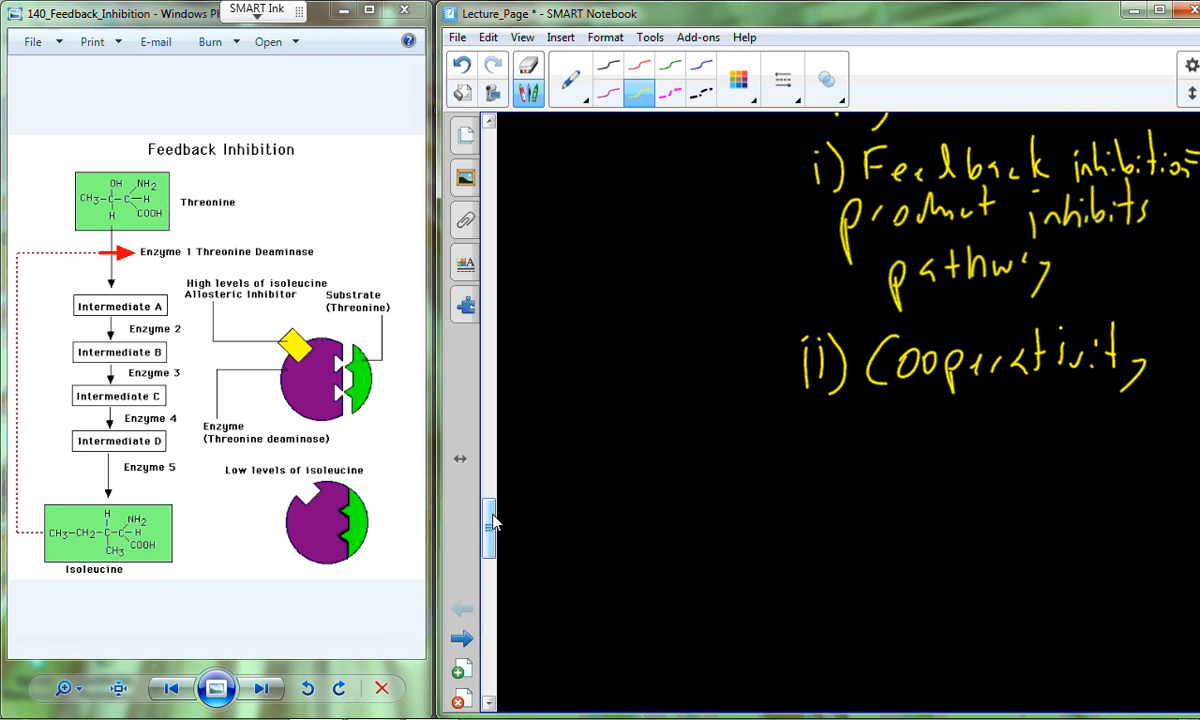 140_Feedback_Inhibition - Windows Ph
SMART Ink
File Print E-mail Burn Open
Feedback Inhibition
OH NH2
CH3-C-C-H
H COOH
Threonine
Enzyme 1 Threonine Deaminase
High levels of isoleucine
Allosteric Inhibitor
Substrate
(Threonine)
Intermediate A
Enzyme 2
Intermediate B
Enzyme 3
Intermediate C
Enzyme 4
Intermediate D
Enzyme 5
Enzyme
(Threonine deaminase)
Low levels of isoleucine
H NH2
CH3-CH2-C-C-H
CH3 COOH
Isoleucine
Lecture_Page * - SMART Notebook
File Edit View Insert Format Tools Add-ons Help
i) Feedback inhibition=
product inhibits
pathway
ii) Cooperativity